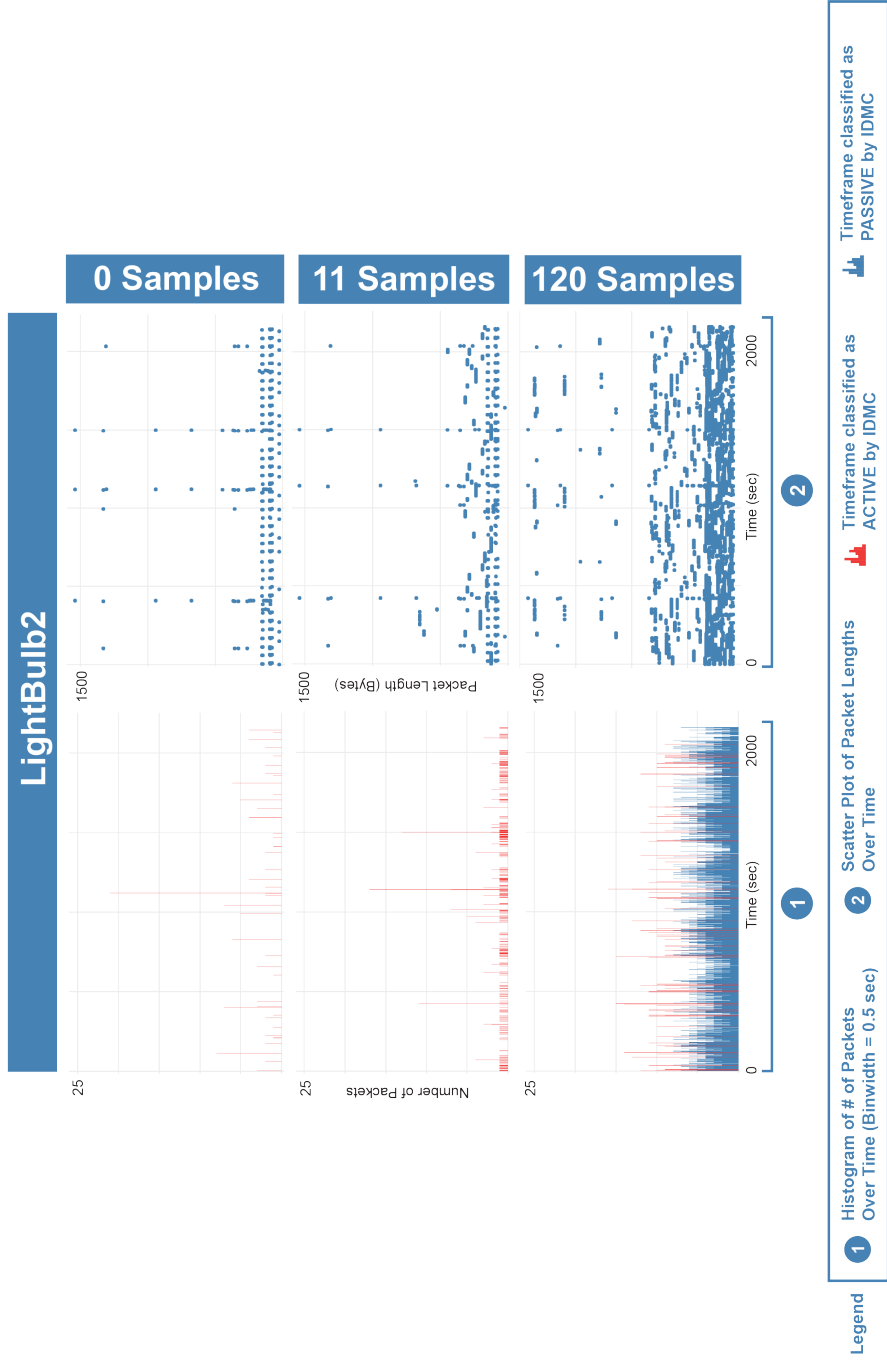 LightBulb2
25
1500
0 Samples
25
Number of Packets
1500
Packet Length (Bytes)
11 Samples
25
1500
120 Samples
0
Time (sec)
2000
0
Time (sec)
2000
1
2
Legend
1
Histogram of # of Packets
Over Time (Binwidth = 0.5 sec)
2
Scatter Plot of Packet Lengths
Over Time
Timeframe classified as
ACTIVE by IDMC
Timeframe classified as
PASSIVE by IDMC